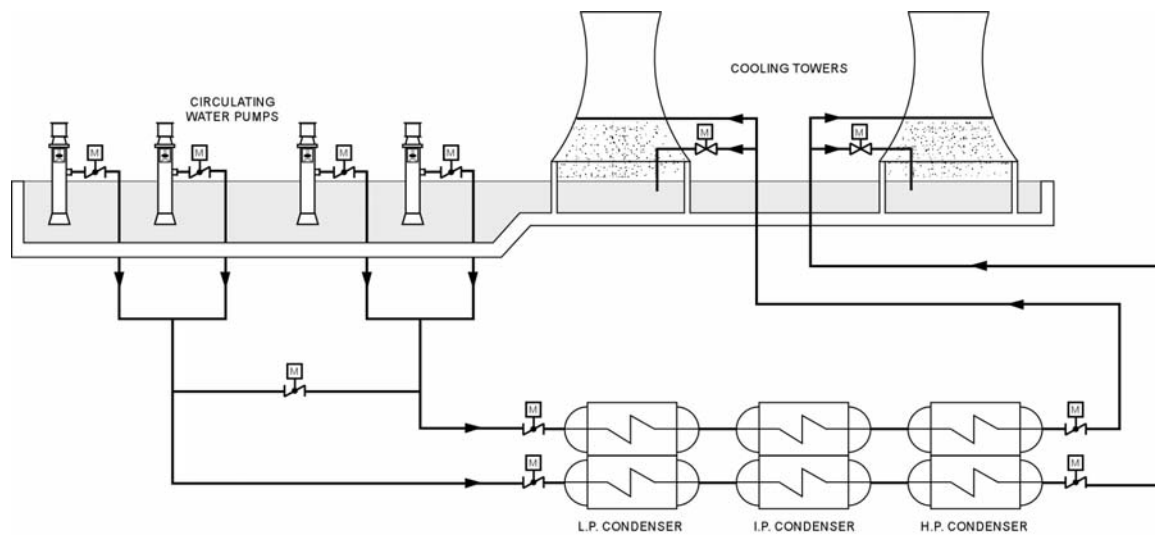 CIRCULATING
WATER PUMPS
COOLING TOWERS
M
M
M
M
M
M
M
M
M
M
M
L.P. CONDENSER
I.P. CONDENSER
H.P. CONDENSER